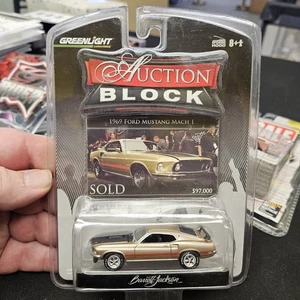 GREENLIGHT
8+
AUCTION
BLOCK
1969 FORD MUSTANG MACH 1
SOLD
$97,000
Barrett-Jackson